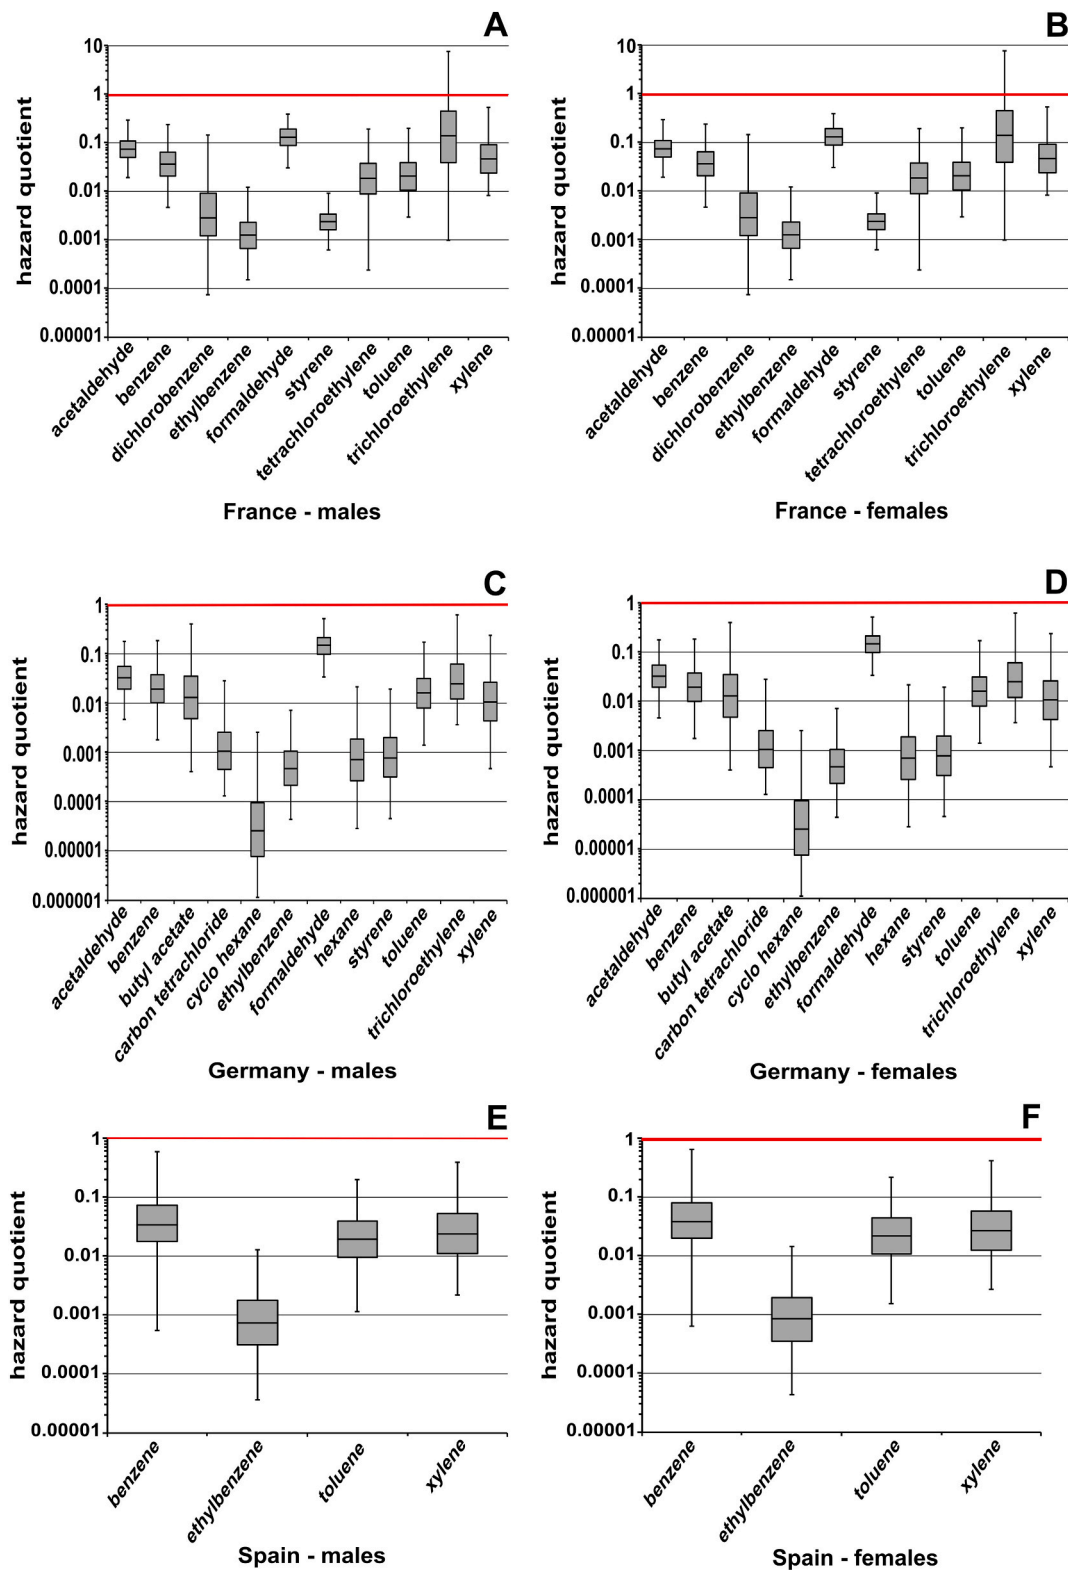 A
hazard quotient
10
1
0.1
0.01
0.001
0.0001
0.00001
acetaldehyde
benzene
dichlorobenzene
ethylbenzene
formaldehyde
styrene
tetrachloroethylene
toluene
trichloroethylene
xylene
France - males
B
hazard quotient
10
1
0.1
0.01
0.001
0.0001
0.00001
acetaldehyde
benzene
dichlorobenzene
ethylbenzene
formaldehyde
styrene
tetrachloroethylene
toluene
trichloroethylene
xylene
France - females
C
hazard quotient
1
0.1
0.01
0.001
0.0001
0.00001
0.000001
acetaldehyde
benzene
butyl acetate
carbon tetrachloride
cyclo hexane
ethylbenzene
formaldehyde
hexane
styrene
toluene
trichloroethylene
xylene
Germany - males
D
hazard quotient
1
0.1
0.01
0.001
0.0001
0.00001
0.000001
acetaldehyde
benzene
butyl acetate
carbon tetrachloride
cyclo hexane
ethylbenzene
formaldehyde
hexane
styrene
toluene
trichloroethylene
xylene
Germany - females
E
hazard quotient
1
0.1
0.01
0.001
0.0001
0.00001
benzene
ethylbenzene
toluene
xylene
Spain - males
F
hazard quotient
1
0.1
0.01
0.001
0.0001
0.00001
benzene
ethylbenzene
toluene
xylene
Spain - females